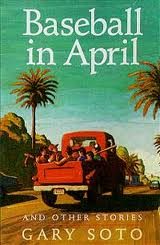 Baseball
in April
AND OTHER STORIES
GARY SOTO